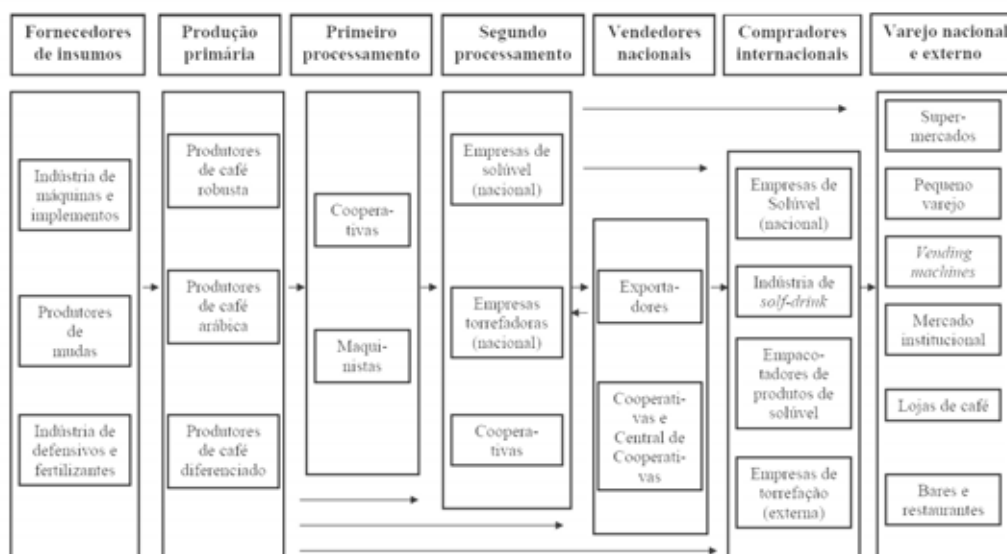 Fornecedores
de insumos
Produção
primária
Primeiro
processamento
Segundo
processamento
Vendedores
nacionais
Compradores
internacionais
Varejo nacional
e externo
Indústria de
máquinas e
implementos
Produtores
de
mudas
Indústria de
defensivos e
fertilizantes
Produtores
de café
robusta
Produtores
de café
arábica
Produtores
de café
diferenciado
Coopera-
tivas
Maqui-
nistas
Empresas de
solúvel
(nacional)
Empresas
torrefadoras
(nacional)
Coopera-
tivas
Exporta-
dores
Cooperati-
vas e
Central de
Cooperati-
vas
Empresas de
Solúvel
(nacional)
Indústria de
solf-drink
Empaco-
tadores de
produtos de
solúvel
Empresas de
torrefação
(externa)
Super-
mercados
Pequeno
varejo
Vending
machines
Mercado
institucional
Lojas de café
Bares e
restaurantes